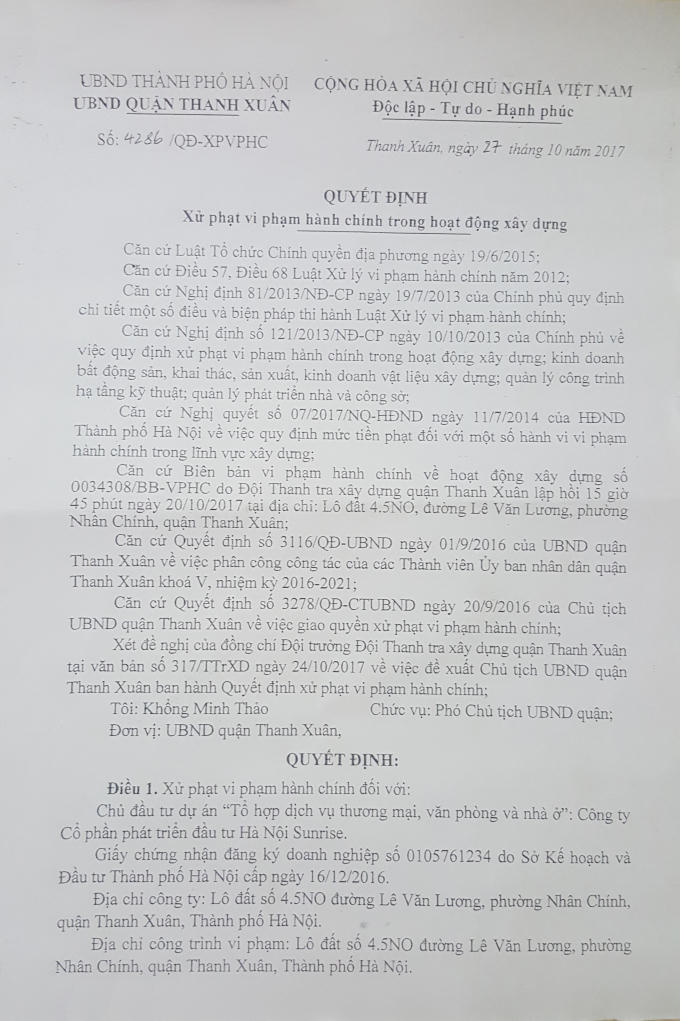 UBND THÀNH PHỐ HÀ NỘI
UBND QUẬN THANH XUÂN
Số: 4286 /QĐ-XPVPHC
CỘNG HÒA XÃ HỘI CHỦ NGHĨA VIỆT NAM
Độc lập - Tự do - Hạnh phúc
Thanh Xuân, ngày 27 tháng 10 năm 2017
QUYẾT ĐỊNH
Xử phạt vi phạm hành chính trong hoạt động xây dựng
Căn cứ Luật Tổ chức Chính quyền địa phương ngày 19/6/2015;
Căn cứ Điều 57, Điều 68 Luật Xử lý vi phạm hành chính năm 2012;
Căn cứ Nghị định 81/2013/NĐ-CP ngày 19/7/2013 của Chính phủ quy định
chi tiết một số điều và biện pháp thi hành Luật Xử lý vi phạm hành chính;
Căn cứ Nghị định số 121/2013/NĐ-CP ngày 10/10/2013 của Chính phủ về
việc quy định xử phạt vi phạm hành chính trong hoạt động xây dựng; kinh doanh
bất động sản, khai thác, sản xuất, kinh doanh vật liệu xây dựng; quản lý công trình
hạ tầng kỹ thuật; quản lý phát triển nhà và công sở;
Căn cứ Nghị quyết số 07/2017/NQ-HĐND ngày 11/7/2014 của HĐND
Thành phố Hà Nội về việc quy định mức tiền phạt đối với một số hành vi vi phạm
hành chính trong lĩnh vực xây dựng;
Căn cứ Biên bản vi phạm hành chính về hoạt động xây dựng số
0034308/BB-VPHC do Đội Thanh tra xây dựng quận Thanh Xuân lập hồi 15 giờ
45 phút ngày 20/10/2017 tại địa chỉ: Lô đất 4.5NO, đường Lê Văn Lương, phường
Nhân Chính, quận Thanh Xuân;
Căn cứ Quyết định số 3116/QĐ-UBND ngày 01/9/2016 của UBND quận
Thanh Xuân về việc phân công công tác của các Thành viên Ủy ban nhân dân quận
Thanh Xuân khoá V, nhiệm kỳ 2016-2021;
Căn cứ Quyết định số 3278/QĐ-CTUBND ngày 20/9/2016 của Chủ tịch
UBND quận Thanh Xuân về việc giao quyền xử phạt vi phạm hành chính;
Xét đề nghị của đồng chí Đội trưởng Đội Thanh tra xây dựng quận Thanh Xuân
tại văn bản số 317/TTrXD ngày 24/10/2017 về việc đề xuất Chủ tịch UBND quận
Thanh Xuân ban hành Quyết định xử phạt vi phạm hành chính;
Tôi: Khổng Minh Thảo Chức vụ: Phó Chủ tịch UBND quận;
Đơn vị: UBND quận Thanh Xuân,
QUYẾT ĐỊNH:
Điều 1. Xử phạt vi phạm hành chính đối với:
Chủ đầu tư dự án “Tổ hợp dịch vụ thương mại, văn phòng và nhà ở”: Công ty
Cổ phần phát triển đầu tư Hà Nội Sunrise.
Giấy chứng nhận đăng ký doanh nghiệp số 0105761234 do Sở Kế hoạch và
Đầu tư Thành phố Hà Nội cấp ngày 16/12/2016.
Địa chỉ công ty: Lô đất số 4.5NO đường Lê Văn Lương, phường Nhân Chính,
quận Thanh Xuân, Thành phố Hà Nội.
Địa chỉ công trình vi phạm: Lô đất số 4.5NO đường Lê Văn Lương, phường
Nhân Chính, quận Thanh Xuân, Thành phố Hà Nội.